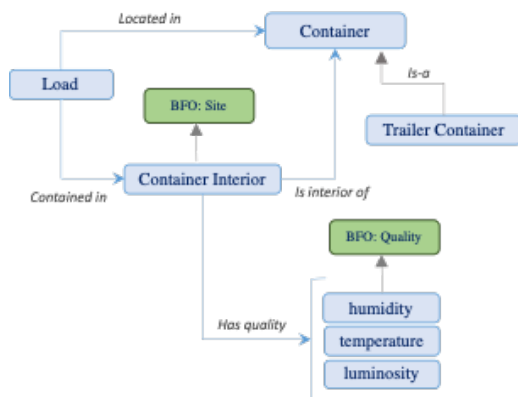 Located in
Container
Is-a
Load
BFO: Site
Trailer Container
Container Interior
Contained in
Is interior of
BFO: Quality
humidity
Has quality
temperature
luminosity